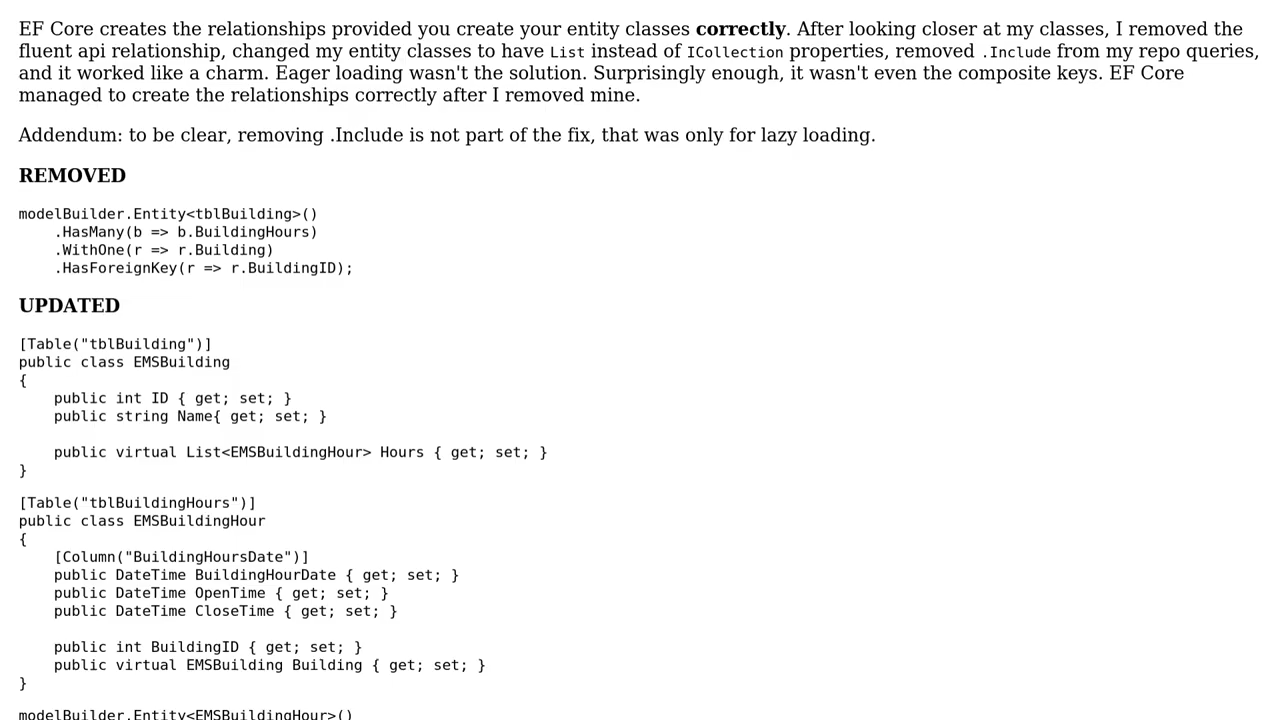 EF Core creates the relationships provided you create your entity classes correctly. After looking closer at my classes, I removed the
fluent api relationship, changed my entity classes to have List instead of ICollection properties, removed .Include from my repo queries,
and it worked like a charm. Eager loading wasn't the solution. Surprisingly enough, it wasn't even the composite keys. EF Core
managed to create the relationships correctly after I removed mine.
Addendum: to be clear, removing .Include is not part of the fix, that was only for lazy loading.
REMOVED
modelBuilder.Entity<tblBuilding>()
    .HasMany(b => b.BuildingHours)
    .WithOne(r => r.Building)
    .HasForeignKey(r => r.BuildingID);
UPDATED
[Table("tblBuilding")]
public class EMSBuilding
{
    public int ID { get; set; }
    public string Name{ get; set; }
    public virtual List<EMSBuildingHour> Hours { get; set; }
}
[Table("tblBuildingHours")]
public class EMSBuildingHour
{
    [Column("BuildingHoursDate")]
    public DateTime BuildingHourDate { get; set; }
    public DateTime OpenTime { get; set; }
    public DateTime CloseTime { get; set; }
    public int BuildingID { get; set; }
    public virtual EMSBuilding Building { get; set; }
}
modelBuilder.Entity<EMSBuildingHour>()